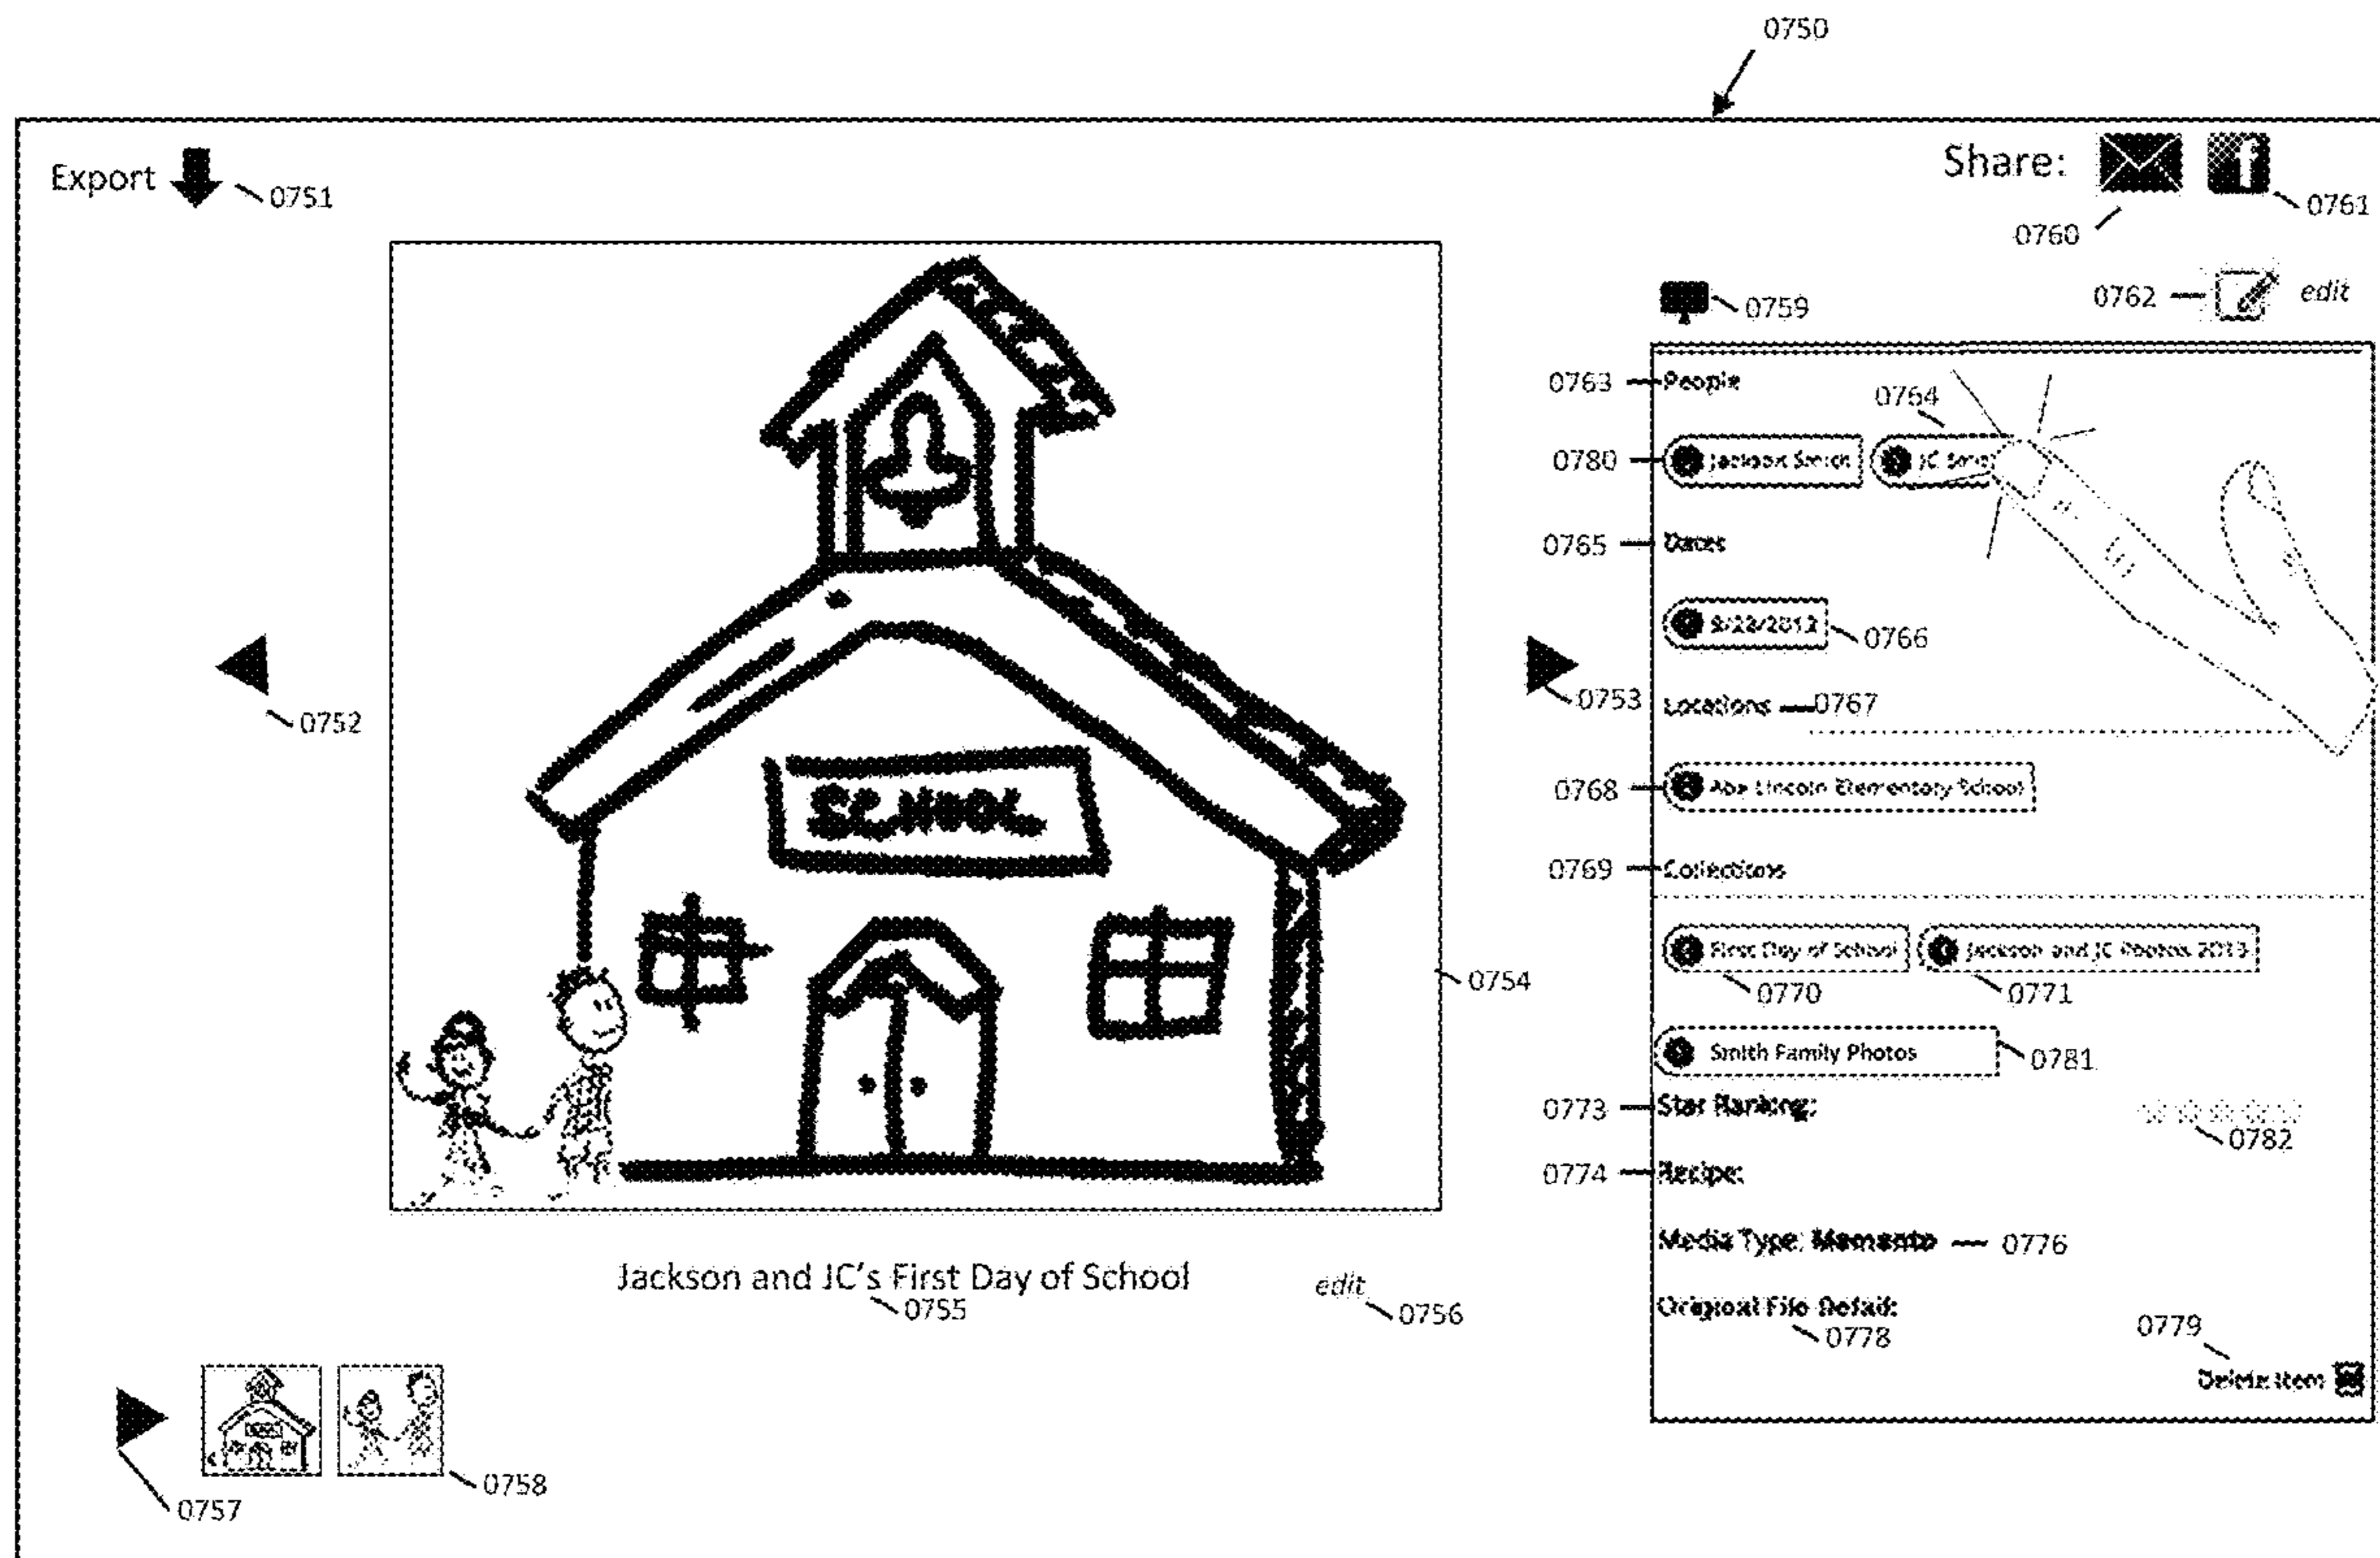 0750
Export 0751
Share: f 0761
0760
0759 0762 edit
0763 People
0764
0780 Jackson Smith JC Smi
0765 Dates
0766
0752 0753 Locations 0767
SCHOOL
0768 Abe Lincoln Elementary School
0769 Collections
0754 First Day of School Jackson and JC Photos 2013
0770 0771
Smith Family Photos 0781
0773 Star Ranking:
0782
0774 Recipe:
Media Type: Memento 0776
Jackson and JC's First Day of School edit
0755 0756
Original File Detail:
0778 0779
Delete Item
0758
0757